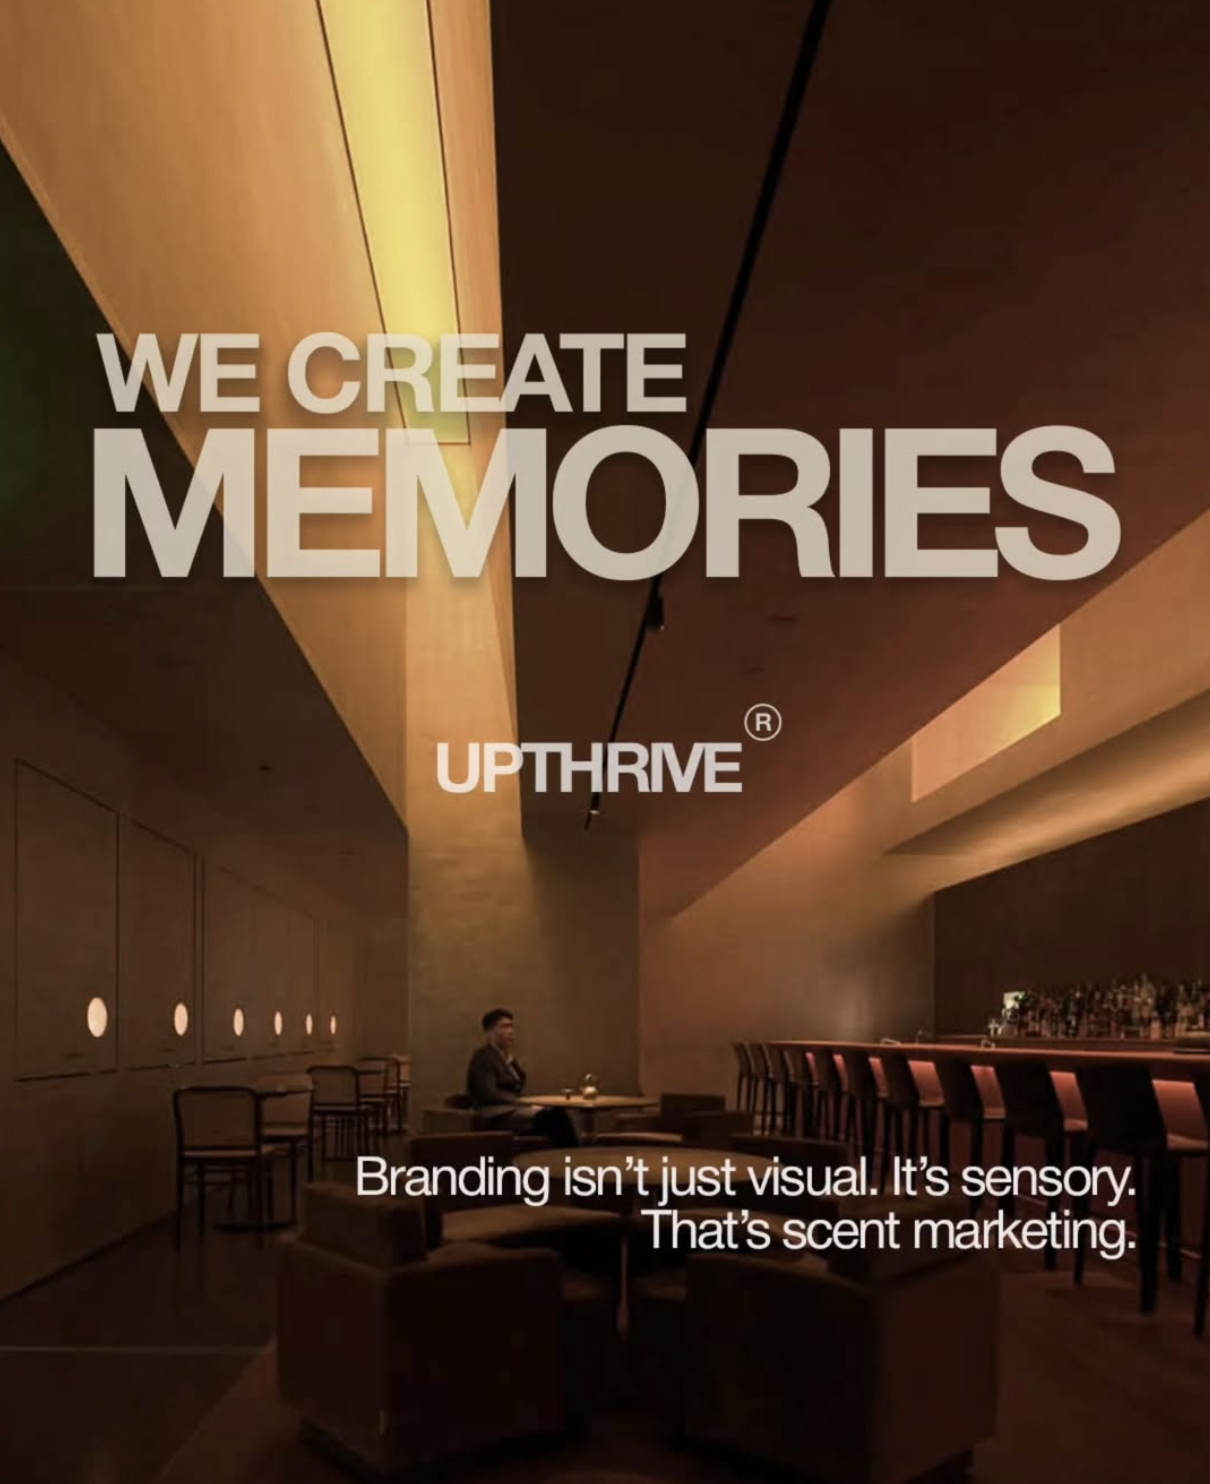 WE CREATE
MEMORIES
UPTHRIVE®
Branding isn't just visual. It's sensory.
That's scent marketing.